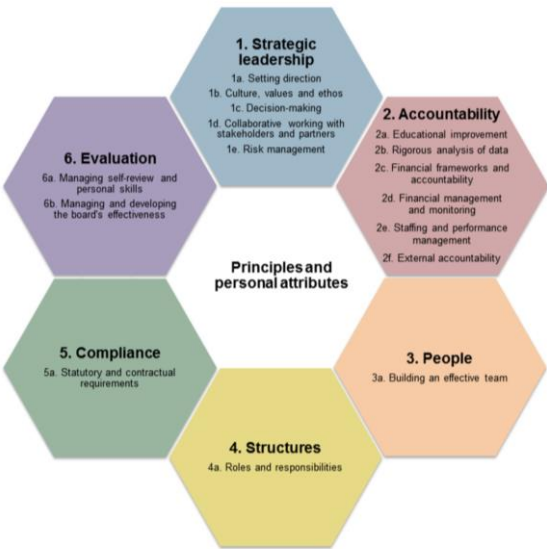 1. Strategic
leadership
1a. Setting direction
1b. Culture, values and ethos
1c. Decision-making
1d. Collaborative working with
stakeholders and partners
1e. Risk management
2. Accountability
2a. Educational improvement
2b. Rigorous analysis of data
2c. Financial frameworks and
accountability
2d. Financial management
and monitoring
2e. Staffing and performance
management
2f. External accountability
3. People
3a. Building an effective team
4. Structures
4a. Roles and responsibilities
5. Compliance
5a. Statutory and contractual
requirements
6. Evaluation
6a. Managing self-review and
personal skills
6b. Managing and developing
the board's effectiveness
Principles and
personal attributes